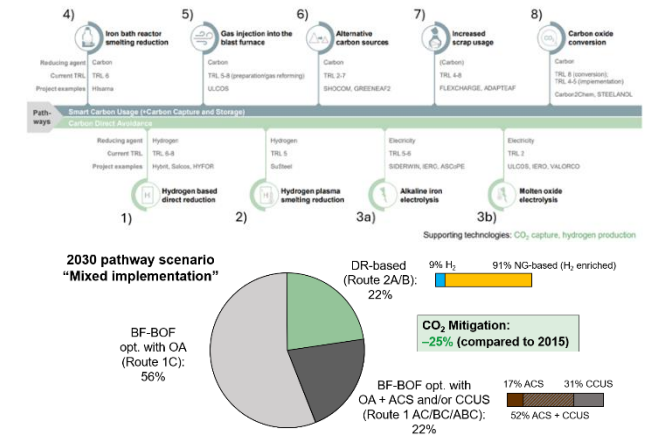 4)
5)
6)
7)
8)
Iron bath reactor
smelting reduction
Gas injection into the
blast furnace
Alternative
carbon sources
Increased
scrap usage
Carbon oxide
conversion
Reducing agent
Carbon
Carbon
Carbon
(Carbon)
Carbon
Current TRL
TRL 6
TRL 5-8 (preparation/gas reforming)
TRL 2-7
TRL 4-8
TRL 8 (conversion);
TRL 4-5 (implementation)
Project examples
HIsarna
ULCOS
SHOCOM, GREENEAF2
FLEXCHARGE, ADAPTEAF
Carbon2Chem, STEELANOL
Path-
ways
Smart Carbon Usage (+Carbon Capture and Storage)
Carbon Direct Avoidance
Reducing agent
Hydrogen
Hydrogen
Electricity
Electricity
Current TRL
TRL 6-8
TRL 5
TRL 5-6
TRL 2
Project examples
Hybrit, Salcos, HYFOR
SuSteel
SIDERWIN, IERO, ASCoPE
ULCOS, IERO, VALORCO
H
H
Hydrogen based
direct reduction
Hydrogen plasma
smelting reduction
Alkaline iron
electrolysis
Molten oxide
electrolysis
1)
2)
3a)
3b)
Supporting technologies: CO2 capture, hydrogen production
2030 pathway scenario
“Mixed implementation”
DR-based
(Route 2A/B):
22%
9% H2
91% NG-based (H2 enriched)
BF-BOF
opt. with OA
(Route 1C):
56%
CO2 Mitigation:
–25% (compared to 2015)
BF-BOF opt. with
OA + ACS and/or CCUS
(Route 1 AC/BC/ABC):
22%
17% ACS
31% CCUS
52% ACS + CCUS